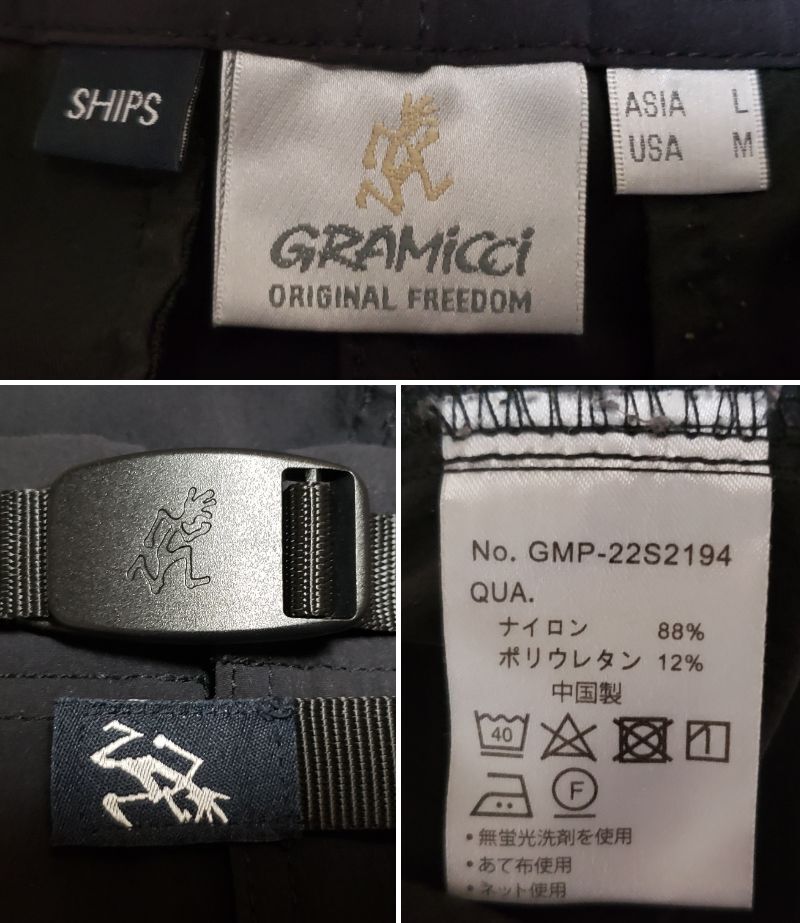 SHIPS
GRAMiCCi
ORIGINAL FREEDOM
ASIA L
USA M
No. GMP-22S2194
QUA.
ナイロン 88%
ポリウレタン 12%
中国製
40
F
・無蛍光洗剤を使用
・あて布使用
・ネット使用